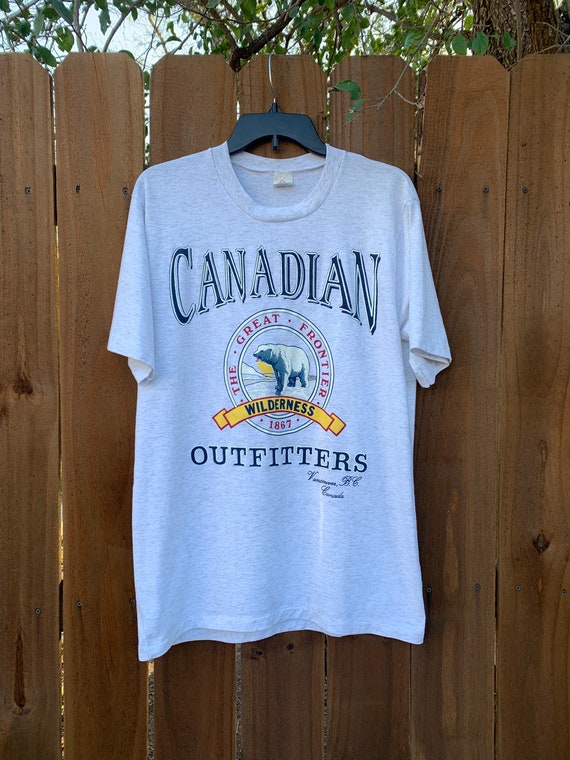 CANADIAN
THE · GREAT · FRONTIER
WILDERNESS
· 1867 ·
OUTFITTERS
Vancouver, B.C.
Canada